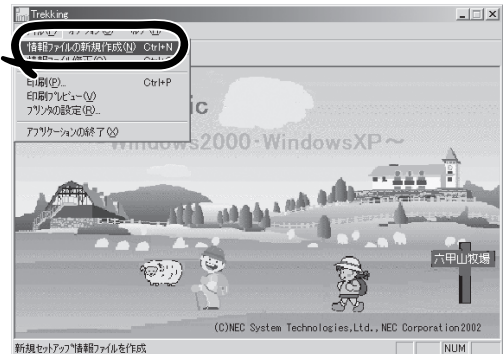 Trekking
情報ファイルの新規作成(N) Ctrl+N
印刷(P)... Ctrl+P
印刷プレビュー(V)
プリンタの設定(R)...
アプリケーションの終了(X)
ic
Windows2000・WindowsXP～
六甲山牧場
(C)NEC System Technologies,Ltd., NEC Corporation2002
新規セットアップ情報ファイルを作成
NUM